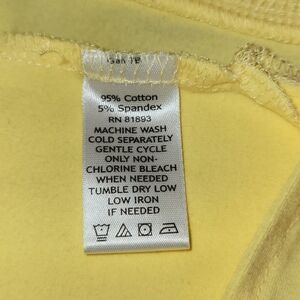 95% Cotton
5% Spandex
RN 81893
MACHINE WASH
COLD SEPARATELY
GENTLE CYCLE
ONLY NON-
CHLORINE BLEACH
WHEN NEEDED
TUMBLE DRY LOW
LOW IRON
IF NEEDED